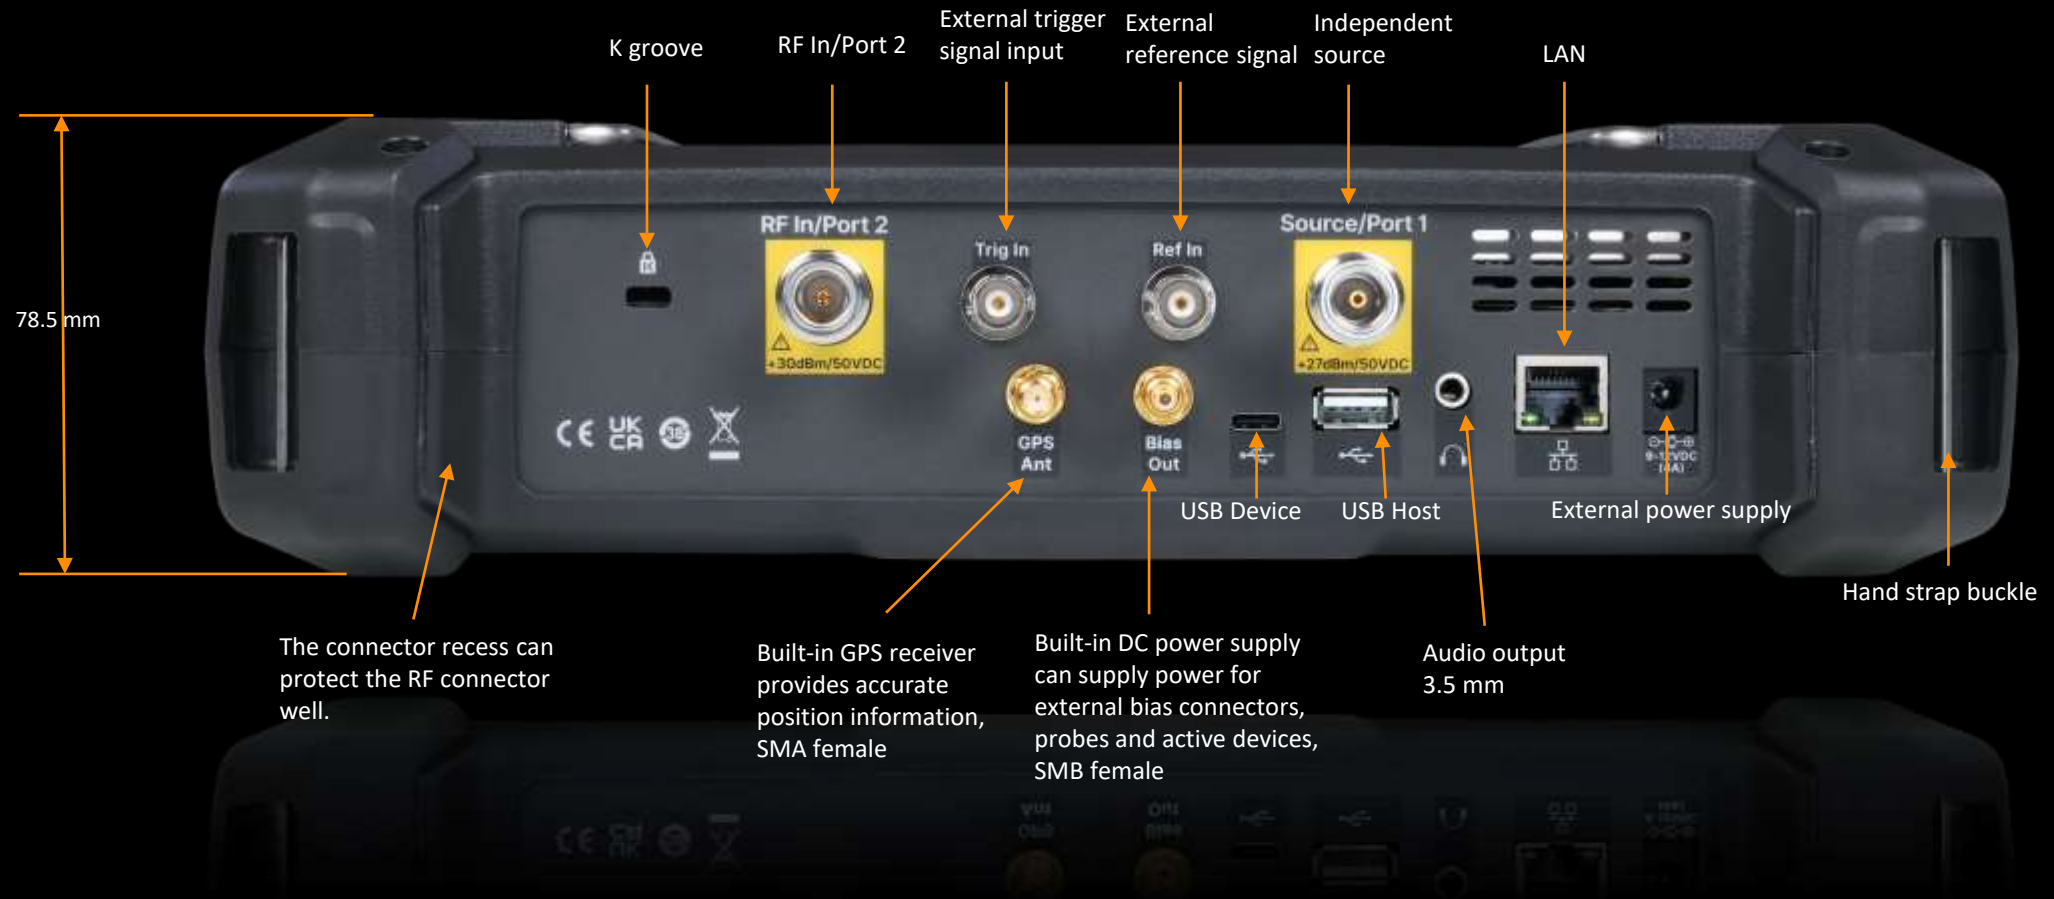 K groove
RF In/Port 2
External trigger
signal input
External
reference signal
Independent
source
LAN
RF In/Port 2
Trig In
Ref In
Source/Port 1
K
78.5 mm
+30dBm/50VDC
+27dBm/50VDC
CE
UK
CA
GPS
Ant
Bias
Out
9-12VDC
(4A)
USB Device
USB Host
External power supply
Hand strap buckle
The connector recess can
protect the RF connector
well.
Built-in GPS receiver
provides accurate
position information,
SMA female
Built-in DC power supply
can supply power for
external bias connectors,
probes and active devices,
SMB female
Audio output
3.5 mm